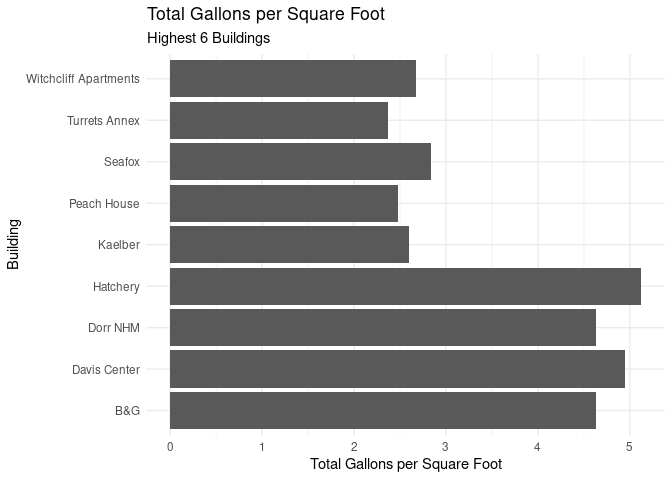 Total Gallons per Square Foot
Highest 6 Buildings
Witchcliff Apartments
Turrets Annex
Seafox
Peach House
Kaelber
Hatchery
Dorr NHM
Davis Center
B&G
Building
0 1 2 3 4 5
Total Gallons per Square Foot